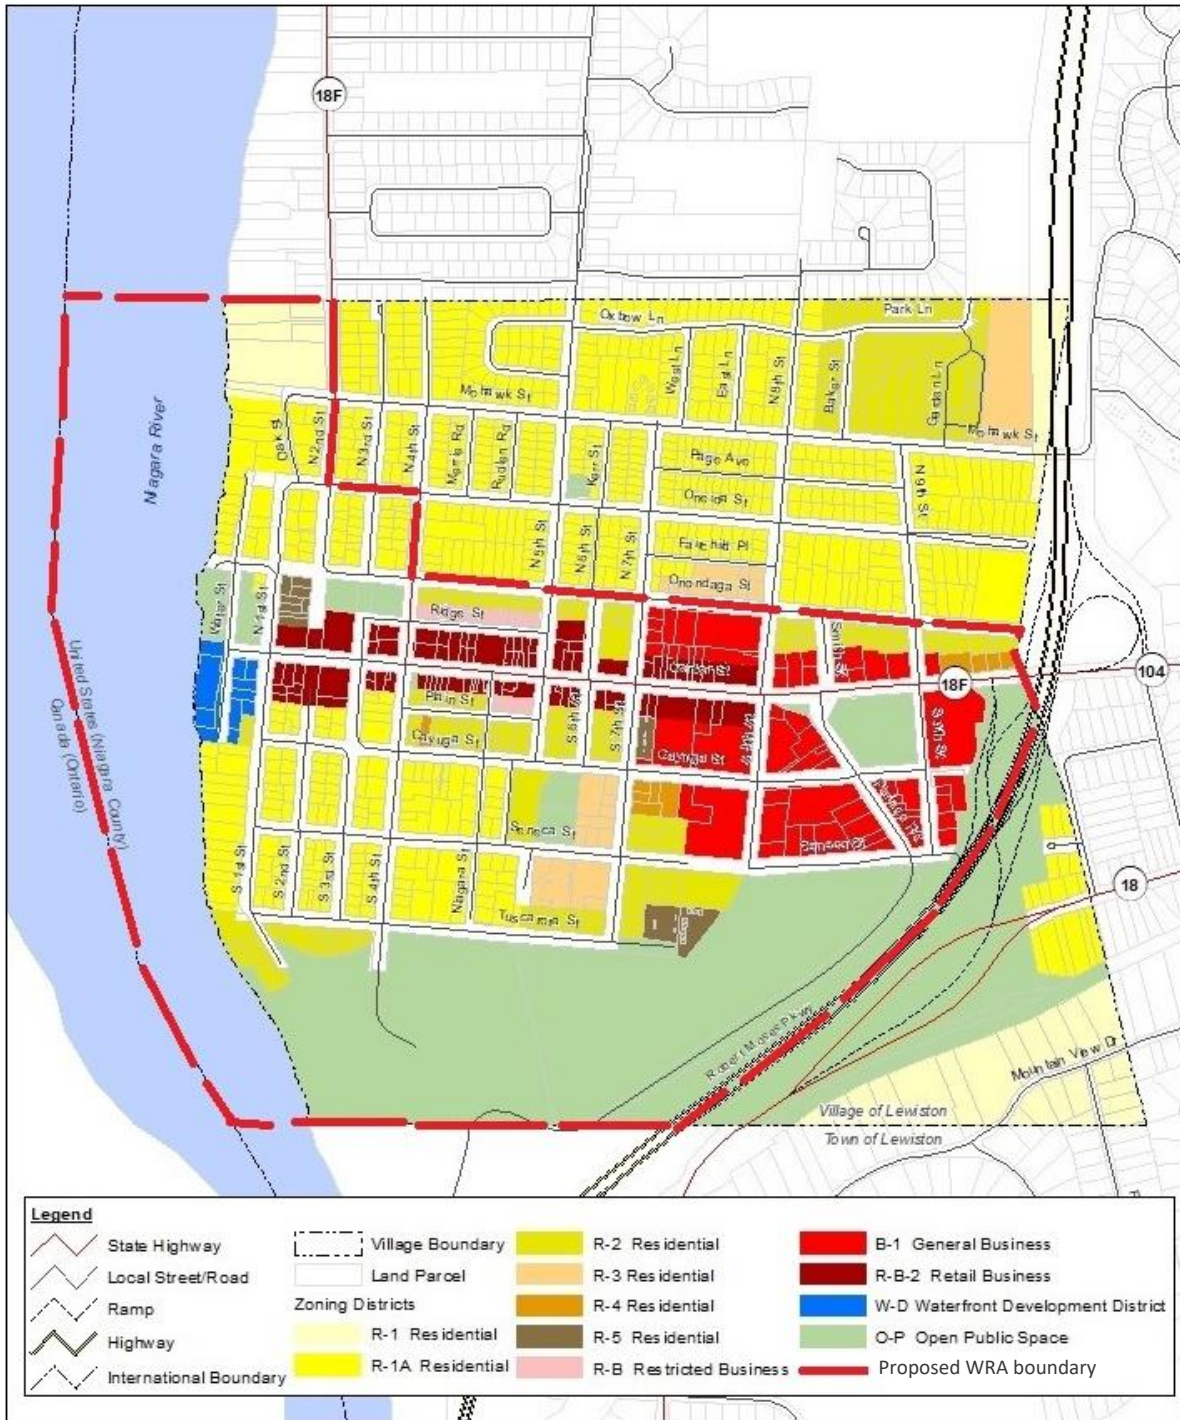 18F
Park Ln
Oxbow Ln
West Ln
East Ln
N 8th St
Baker St
Garden Ln
Mohawk St
Mohawk St
Oak St
N 2nd St
N 3rd St
N 4th St
Morris Rd
Kerr St
Page Ave
N 9th St
Oneida St
Niagara River
N 5th St
N 6th St
N 7th St
Onondaga St
Water St
N 1st St
Ridge St
Smith St
Center St
18F
104
Plain St
United States (Niagara County)
Canada (Ontario)
Cayuga St
S 6th St
S 7th St
Cayuga St
Seneca St
18
S 1st St
S 2nd St
S 3rd St
S 4th St
Niagara St
Tuscarora St
Robert Moses Pkwy
Mountain View Dr
Village of Lewiston
Town of Lewiston
Legend
State Highway
Local Street/Road
Ramp
Highway
International Boundary
Village Boundary
Land Parcel
Zoning Districts
R-1 Residential
R-1A Residential
R-2 Residential
R-3 Residential
R-4 Residential
R-5 Residential
R-B Restricted Business
B-1 General Business
R-B-2 Retail Business
W-D Waterfront Development District
O-P Open Public Space
Proposed WRA boundary